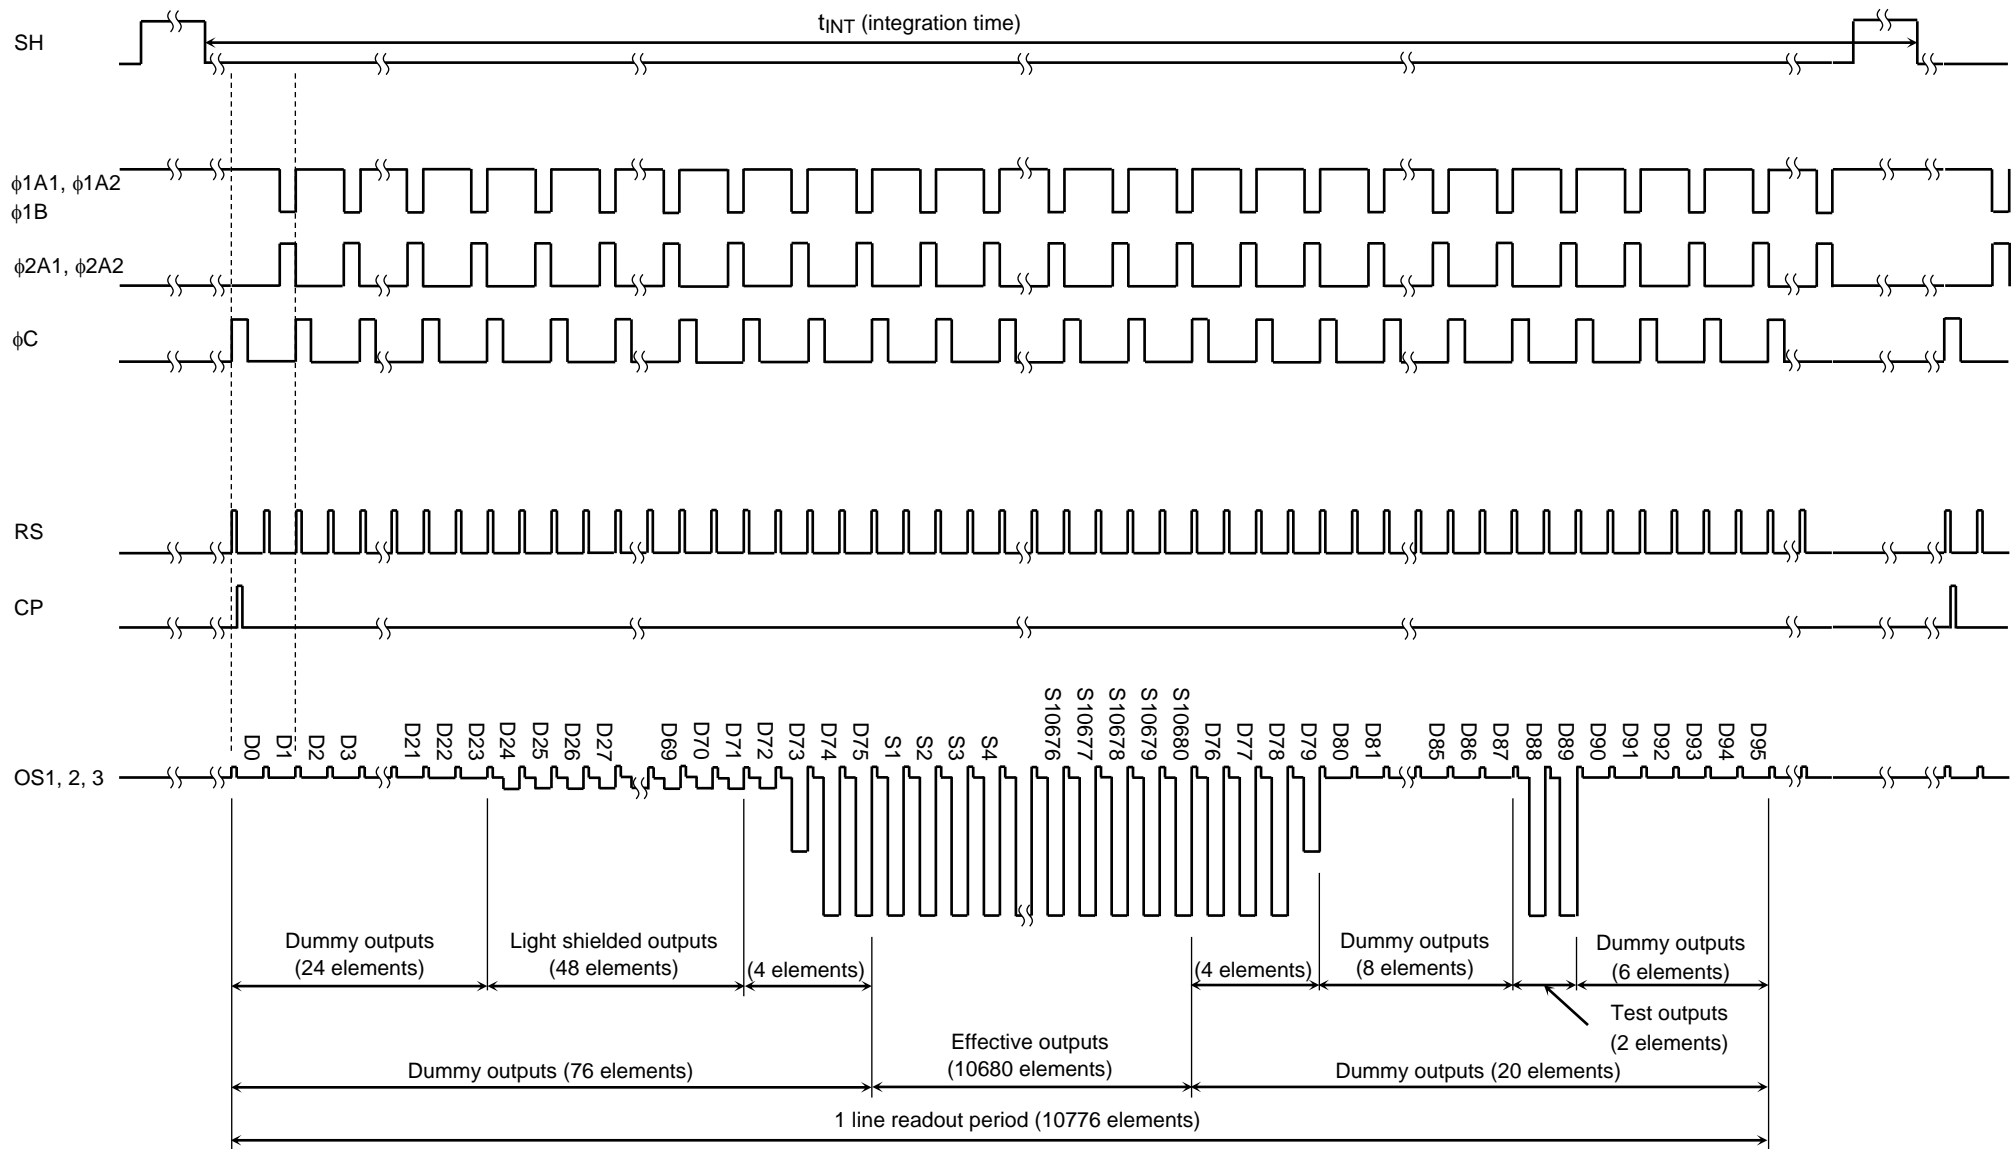 tINT (integration time)
SH
ϕ1A1, ϕ1A2
ϕ1B
ϕ2A1, ϕ2A2
ϕC
RS
CP
OS1, 2, 3
D0
D1
D2
D3
D21
D22
D23
D24
D25
D26
D27
D69
D70
D71
D72
D73
D74
D75
S1
S2
S3
S4
S10676
S10677
S10678
S10679
S10680
D76
D77
D78
D79
D80
D81
D85
D86
D87
D88
D89
D90
D91
D92
D93
D94
D95
Dummy outputs
(24 elements)
Light shielded outputs
(48 elements)
(4 elements)
(4 elements)
Dummy outputs
(8 elements)
Dummy outputs
(6 elements)
Test outputs
(2 elements)
Dummy outputs (76 elements)
Effective outputs
(10680 elements)
Dummy outputs (20 elements)
1 line readout period (10776 elements)